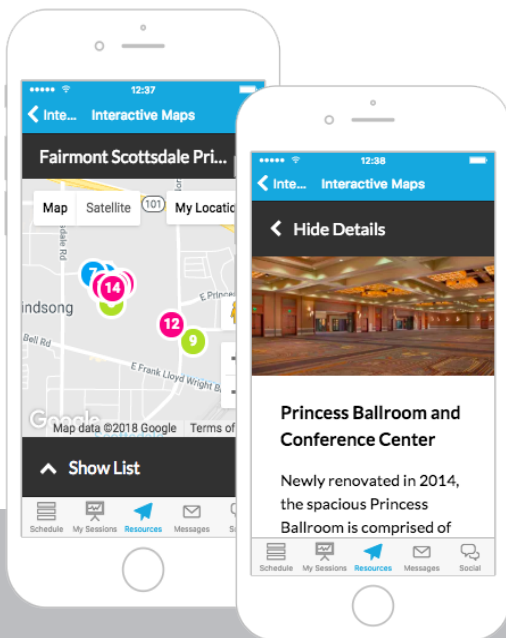 12:37
Inte... Interactive Maps
Fairmont Scottsdale Pri...
Map Satellite 101 My Locatio
dale Rd
7
14
indsong
12
9
E Prince
Bell Rd
E Frank Lloyd Wright B
Google
Map data ©2018 Google Terms of
Scottsdale
Show List
Schedule My Sessions Resources Messages S
12:38
Inte... Interactive Maps
Hide Details
Princess Ballroom and
Conference Center
Newly renovated in 2014,
the spacious Princess
Ballroom is comprised of
Schedule My Sessions Resources Messages Social